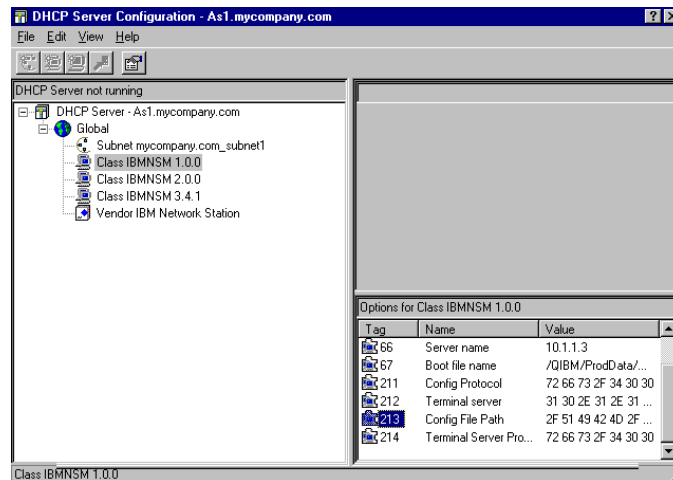 DHCP Server Configuration - As1.mycompany.com
File Edit View Help
DHCP Server not running
DHCP Server - As1.mycompany.com
Global
Subnet mycompany.com_subnet1
Class IBMNSM 1.0.0
Class IBMNSM 2.0.0
Class IBMNSM 3.4.1
Vendor IBM Network Station
Options for Class IBMNSM 1.0.0
Tag Name Value
66 Server name 10.1.1.3
67 Boot file name /QIBM/ProdData/...
211 Config Protocol 72 66 73 2F 34 30 30
212 Terminal server 31 30 2E 31 2E 31 ...
213 Config File Path 2F 51 49 42 4D 2F ...
214 Terminal Server Pro... 72 66 73 2F 34 30 30
Class IBMNSM 1.0.0